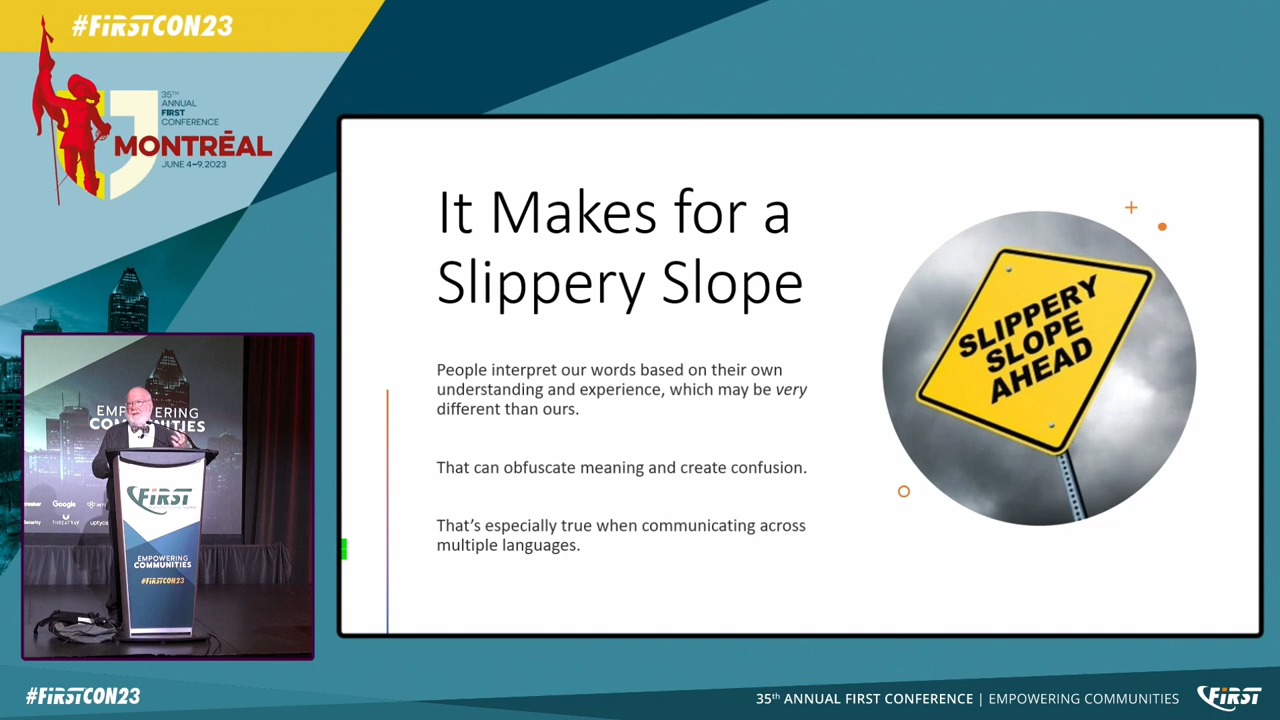 #FIRSTCON23
35TH
ANNUAL
FIRST
CONFERENCE
MONTRĒAL
JUNE 4-9, 2023
It Makes for a
Slippery Slope
People interpret our words based on their own
understanding and experience, which may be very
different than ours.
That can obfuscate meaning and create confusion.
That's especially true when communicating across
multiple languages.
SLIPPERY
SLOPE
AHEAD
EMPOWERING
COMMUNITIES
Google
FIRST
EMPOWERING
COMMUNITIES
#FIRSTCON23
#FIRSTCON23
35th ANNUAL FIRST CONFERENCE | EMPOWERING COMMUNITIES
FIRST